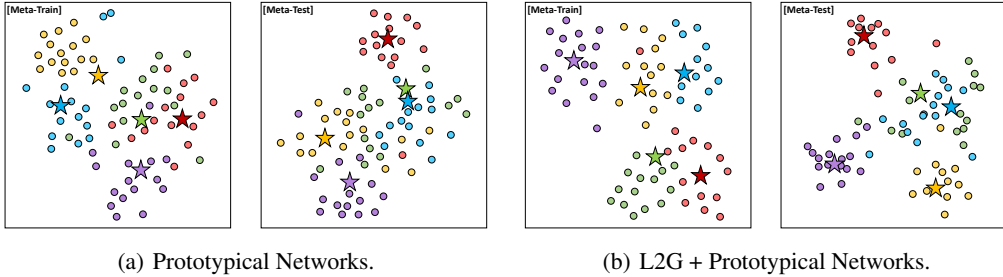 [Meta-Train]
[Meta-Test]
[Meta-Train]
[Meta-Test]
(a) Prototypical Networks.
(b) L2G + Prototypical Networks.